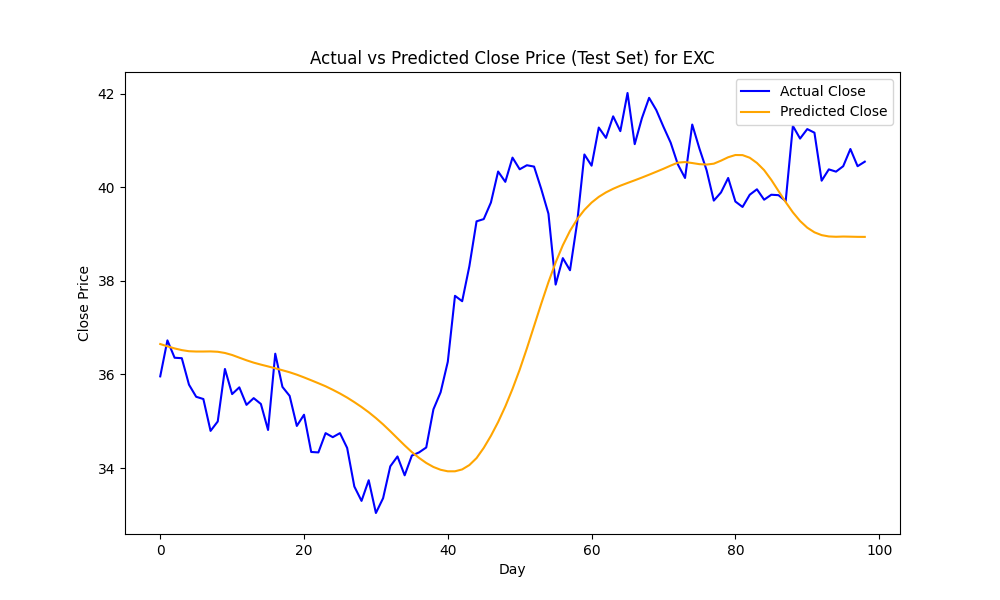 Actual vs Predicted Close Price (Test Set) for EXC
Actual Close
Predicted Close
42
40
38
36
34
Close Price
0 20 40 60 80 100
Day